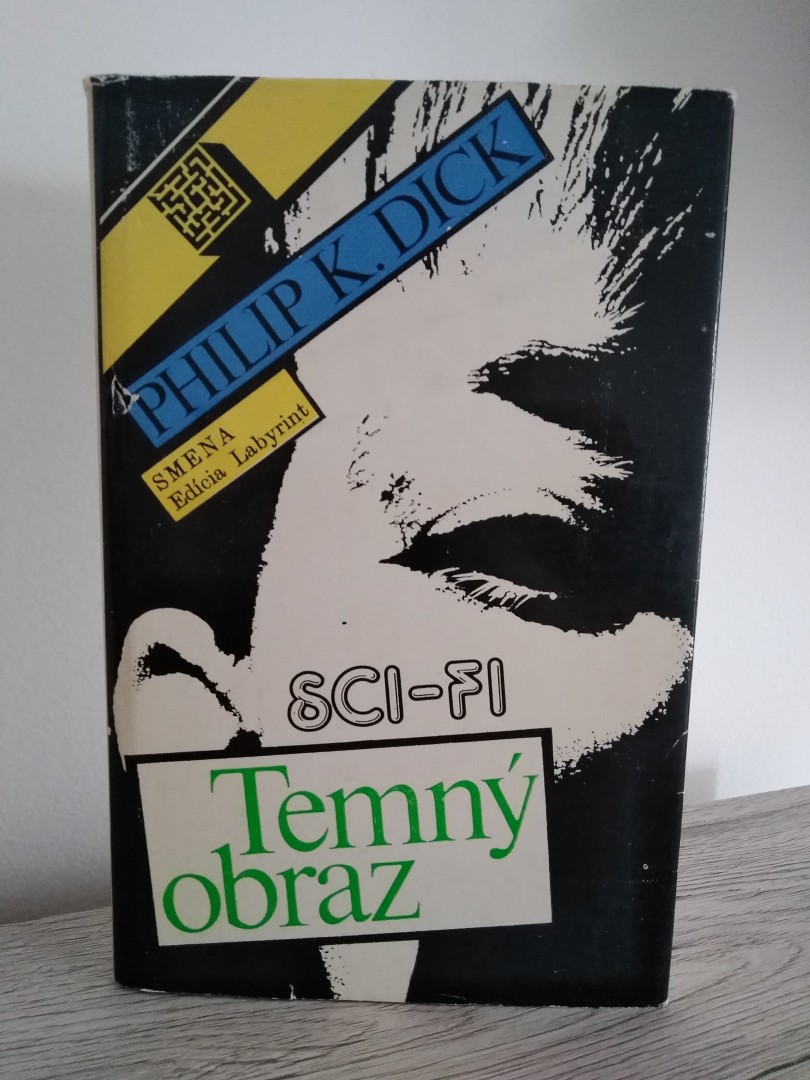 PHILIP K. DICK
SMENA
Edícia Labyrint
SCI-FI
Temný
obraz